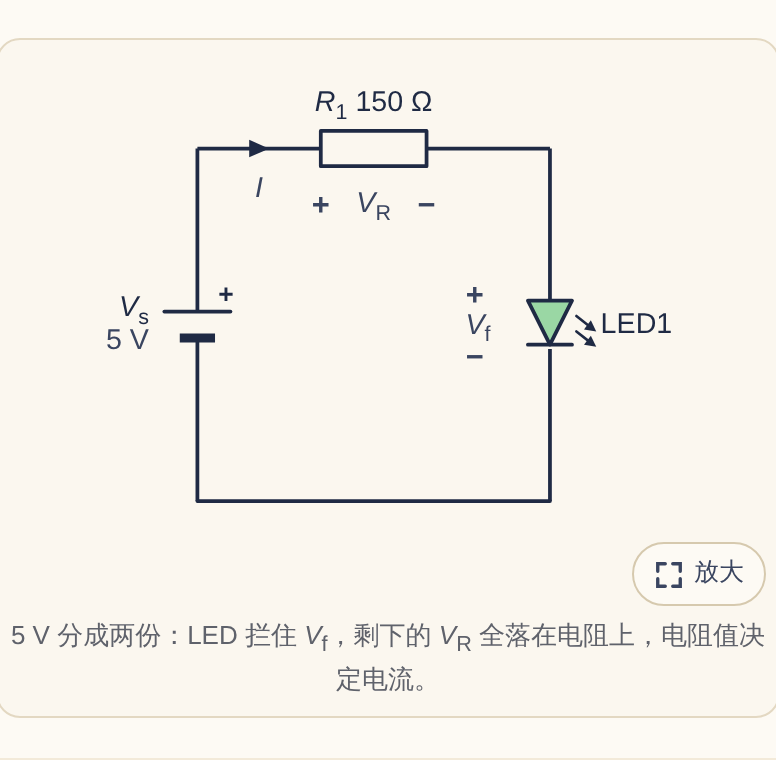 R1 150 Ω
I
+ VR −
+
Vs
5 V
+
Vf
−
LED1
放大
5 V 分成两份：LED 拦住 Vf，剩下的 VR 全落在电阻上，电阻值决
定电流。